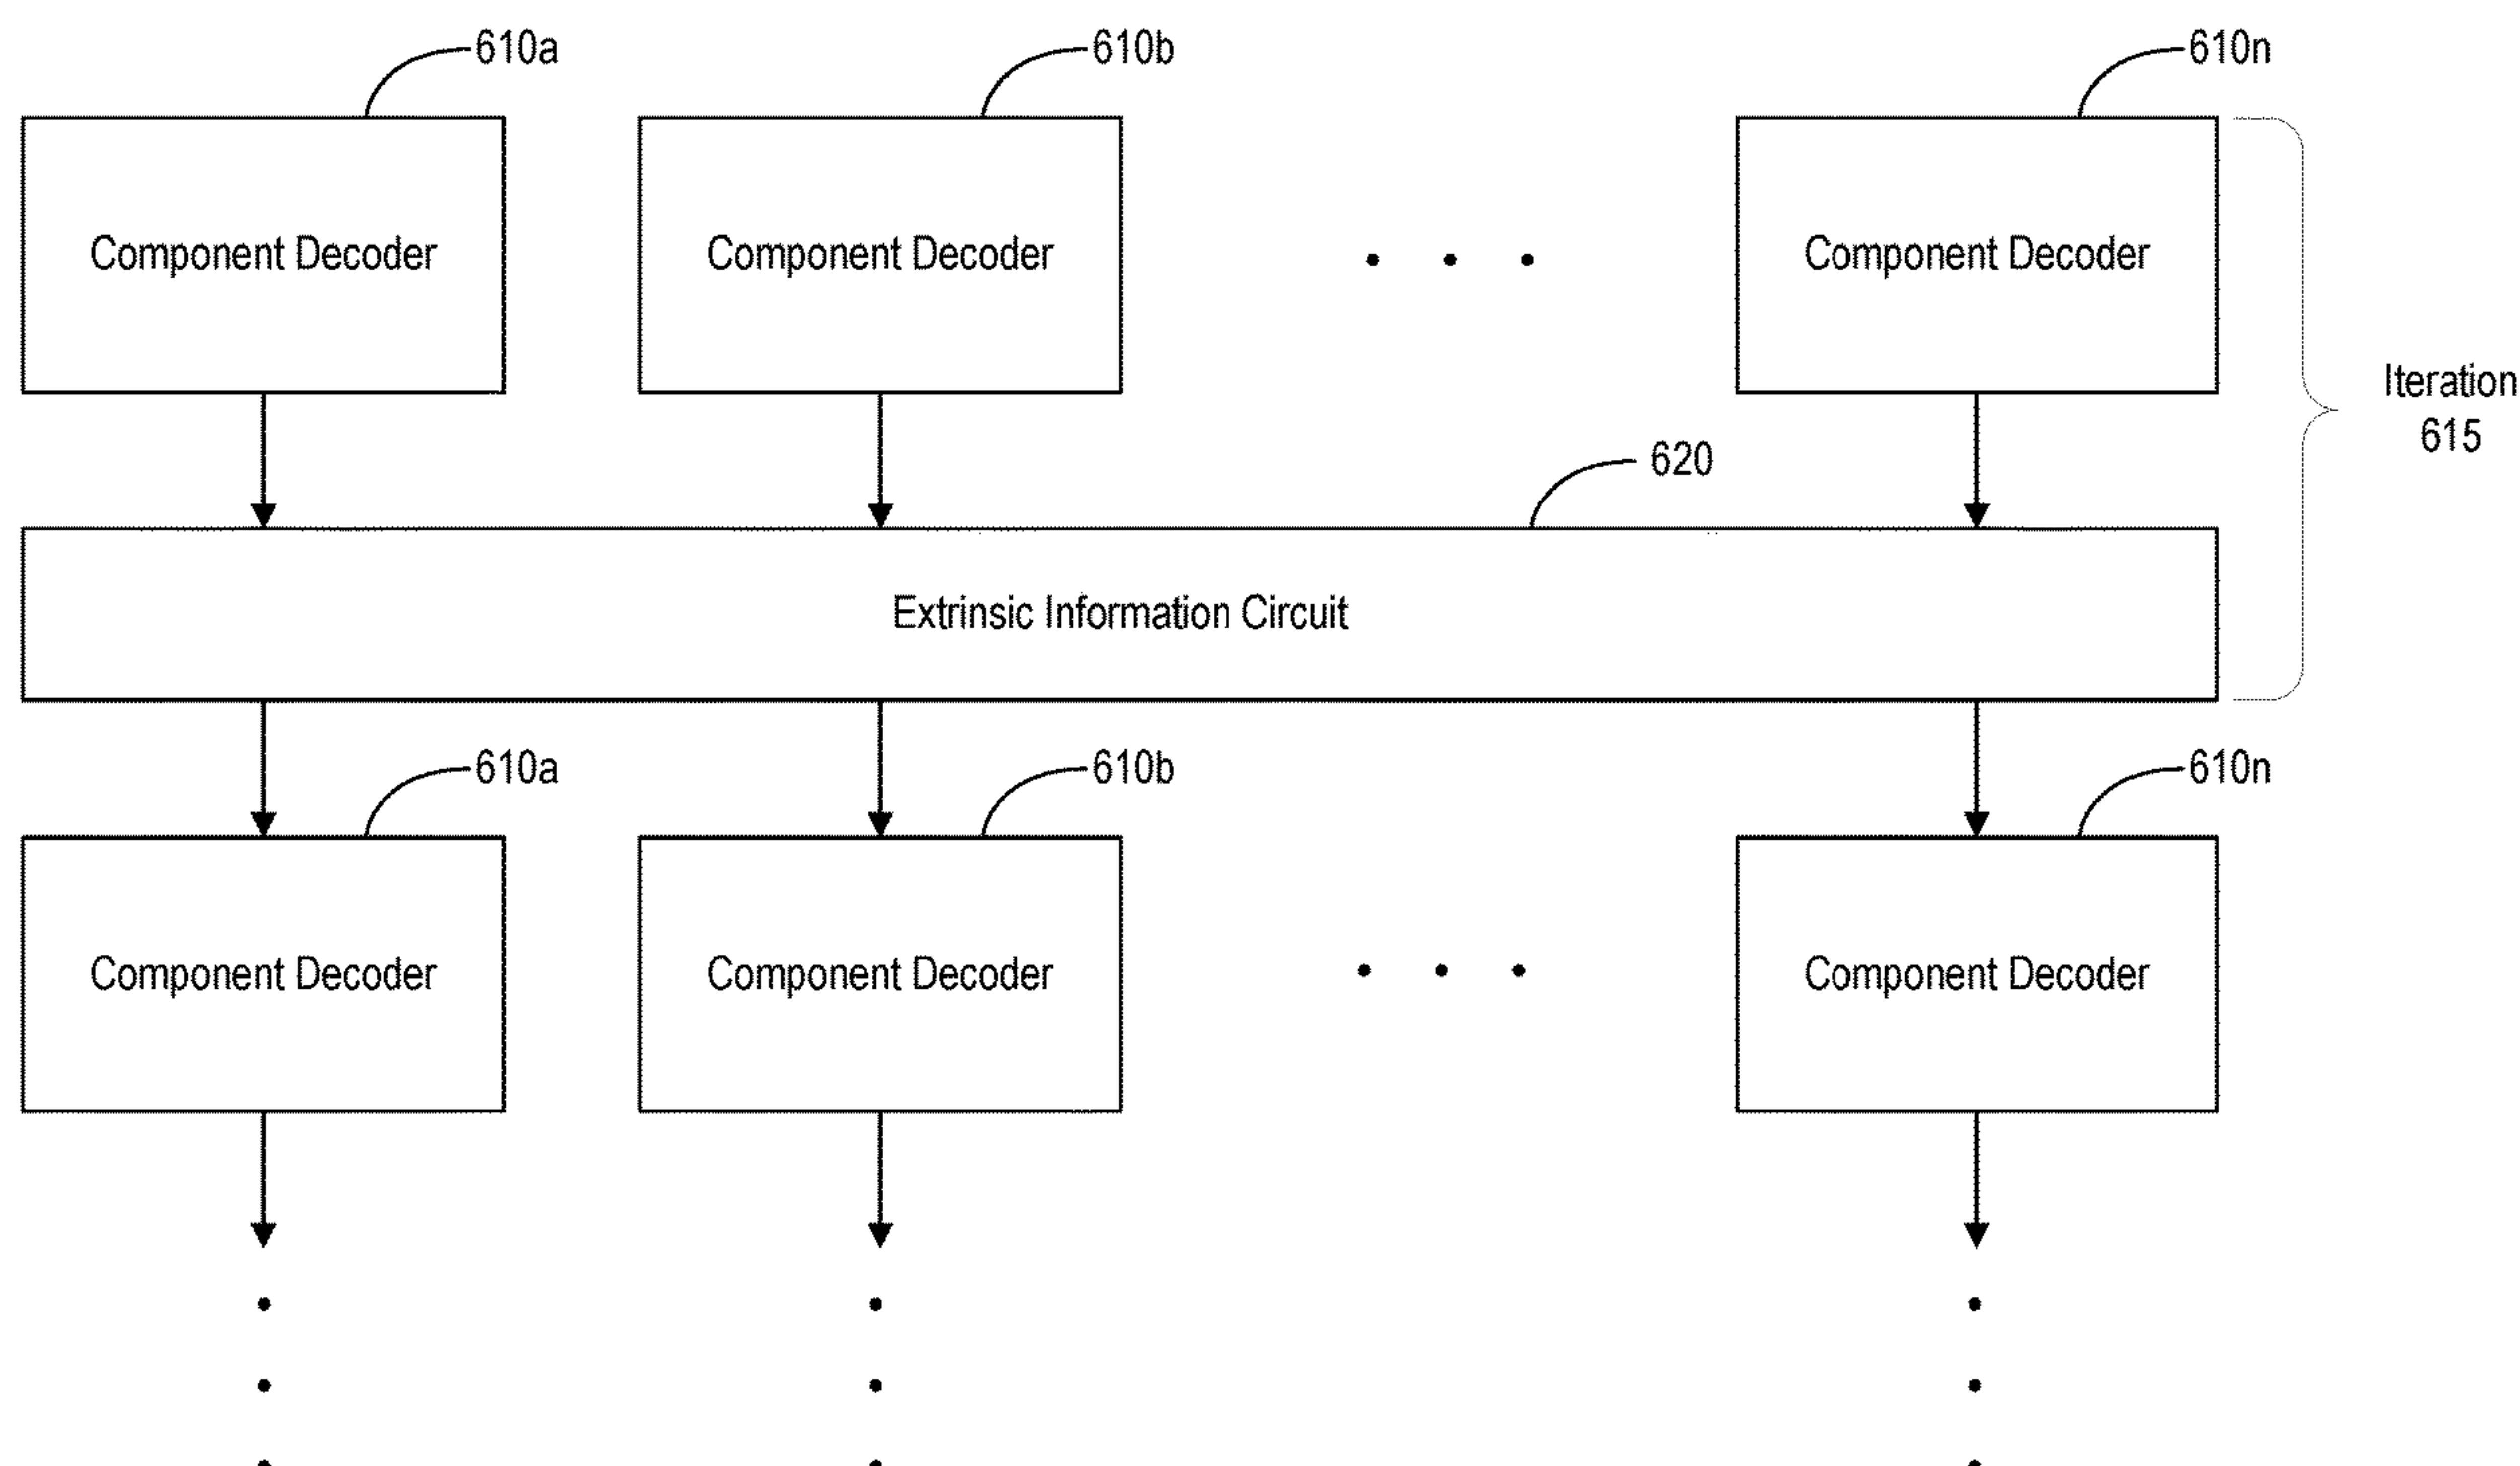 610a
610b
610n
Component Decoder
Component Decoder
Component Decoder
Iteration
615
620
Extrinsic Information Circuit
610a
610b
610n
Component Decoder
Component Decoder
Component Decoder